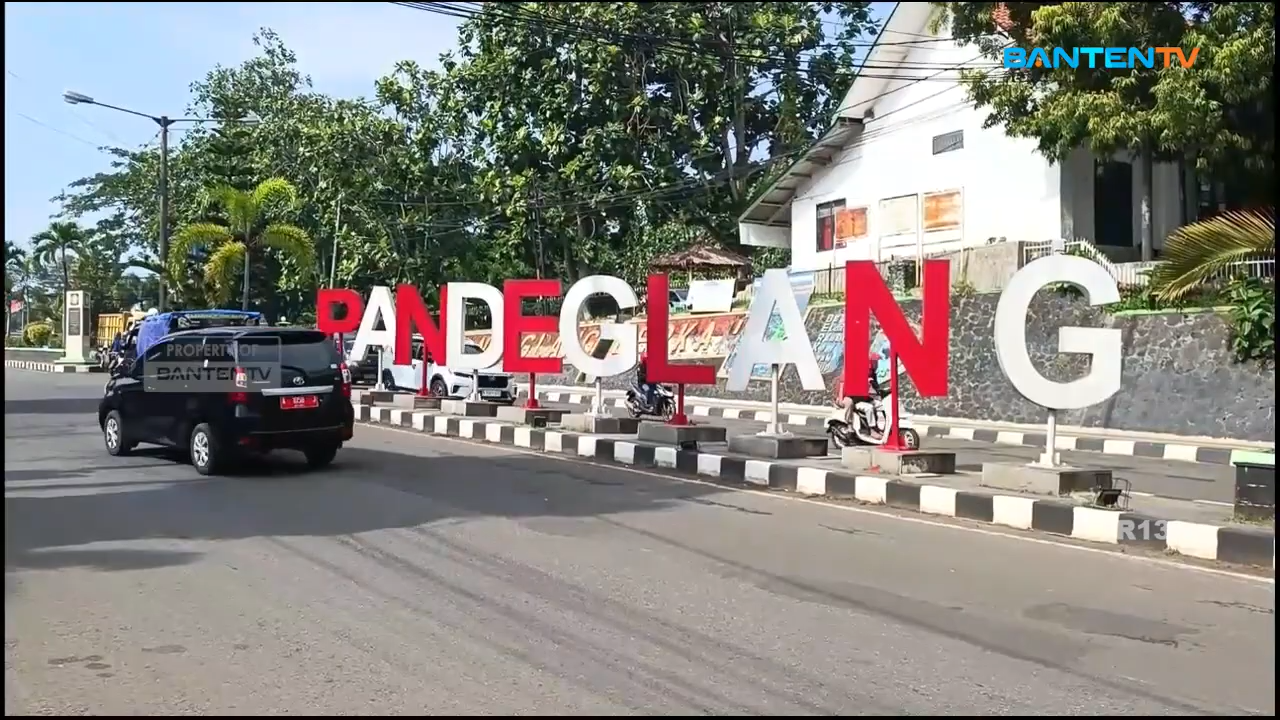 BANTENTV
PANDEGLANG
PROPERTY OF
BANTENTV
R13